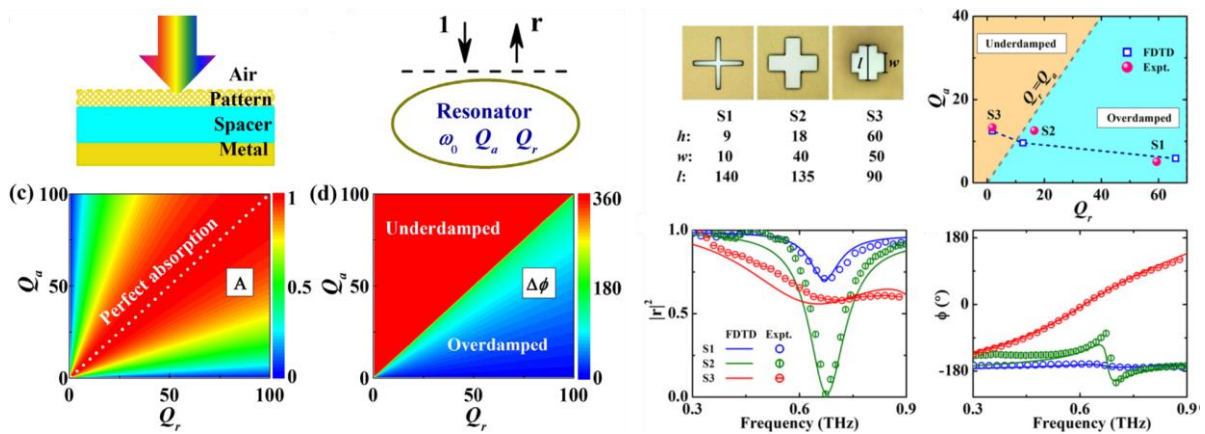 Air
Pattern
Spacer
Metal
1
r
Resonator
ω0 Qa Qr
l
w
S1 S2 S3
h: 9 18 60
w: 10 40 50
l: 140 135 90
40
20
0
Qa
Underdamped
Qr=Qa
FDTD
Expt.
Overdamped
S3
S2
S1
0 20 40 60
Qr
(c)
100
50
0
Qa
Perfect absorption
A
0 50 100
Qr
1
0.5
0
(d)
100
50
0
Qa
Underdamped
Δϕ
Overdamped
0 50 100
Qr
360
180
0
1.0
0.5
0.0
|r|²
FDTD Expt.
S1
S2
S3
0.3 0.6 0.9
Frequency (THz)
180
0
-180
ϕ (°)
0.3 0.6 0.9
Frequency (THz)